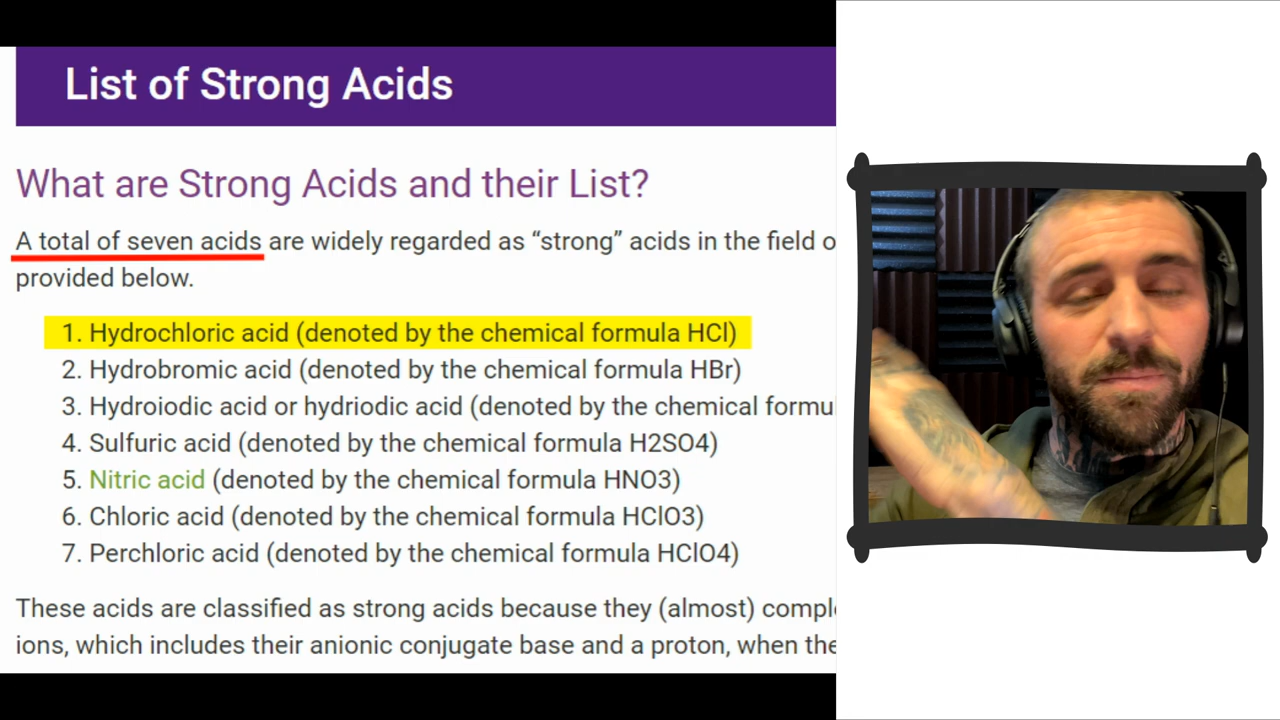 List of Strong Acids
What are Strong Acids and their List?
A total of seven acids are widely regarded as “strong” acids in the field o
provided below.
1. Hydrochloric acid (denoted by the chemical formula HCl)
2. Hydrobromic acid (denoted by the chemical formula HBr)
3. Hydroiodic acid or hydriodic acid (denoted by the chemical formu
4. Sulfuric acid (denoted by the chemical formula H2SO4)
5. Nitric acid (denoted by the chemical formula HNO3)
6. Chloric acid (denoted by the chemical formula HClO3)
7. Perchloric acid (denoted by the chemical formula HClO4)
These acids are classified as strong acids because they (almost) comple
ions, which includes their anionic conjugate base and a proton, when the